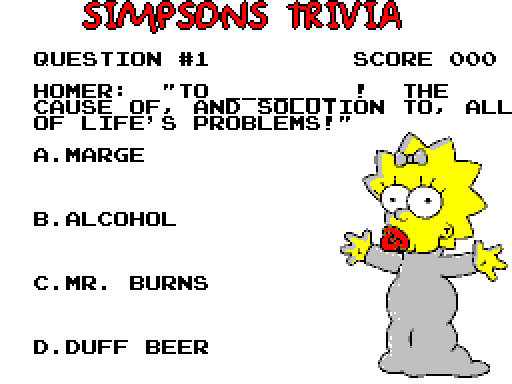 SIMPSONS TRIVIA
QUESTION #1 SCORE 000
HOMER: "TO ________! THE
CAUSE OF, AND SOLUTION TO, ALL
OF LIFE'S PROBLEMS!"
A.MARGE
B.ALCOHOL
C.MR. BURNS
D.DUFF BEER